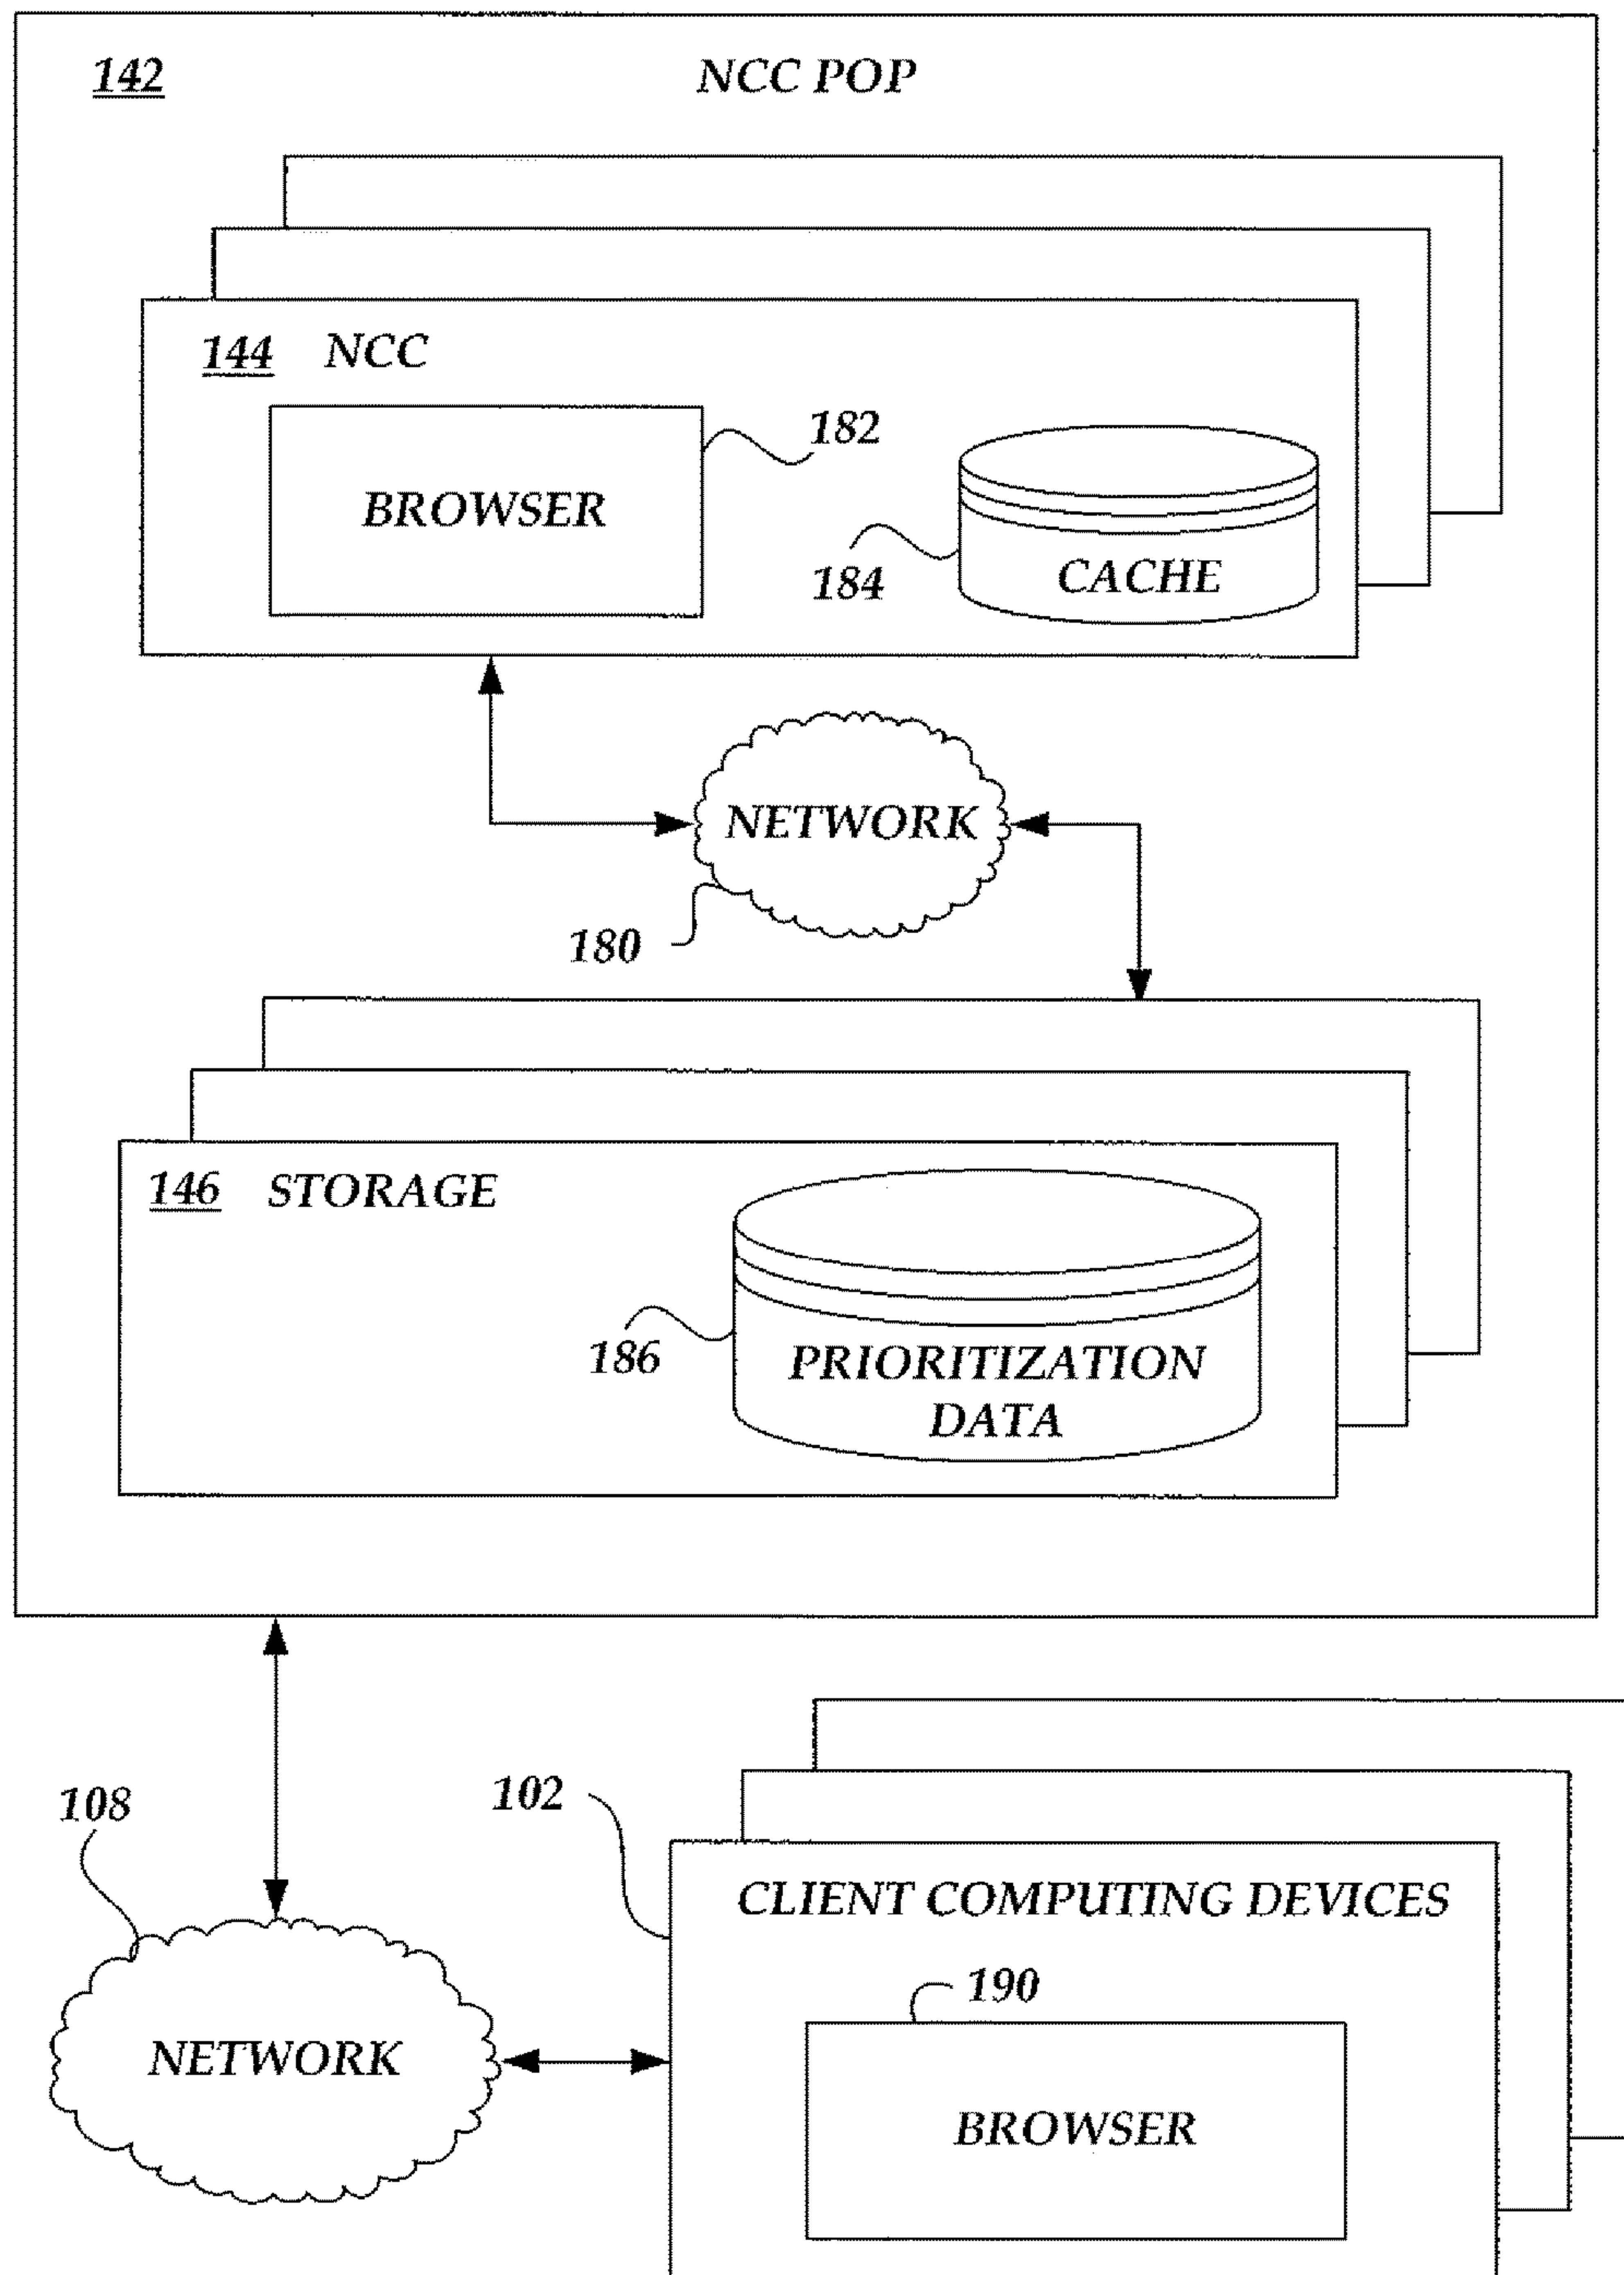 142
NCC POP
144 NCC
182
BROWSER
184
CACHE
NETWORK
180
146 STORAGE
186
PRIORITIZATION
DATA
108
102
CLIENT COMPUTING DEVICES
190
NETWORK
BROWSER